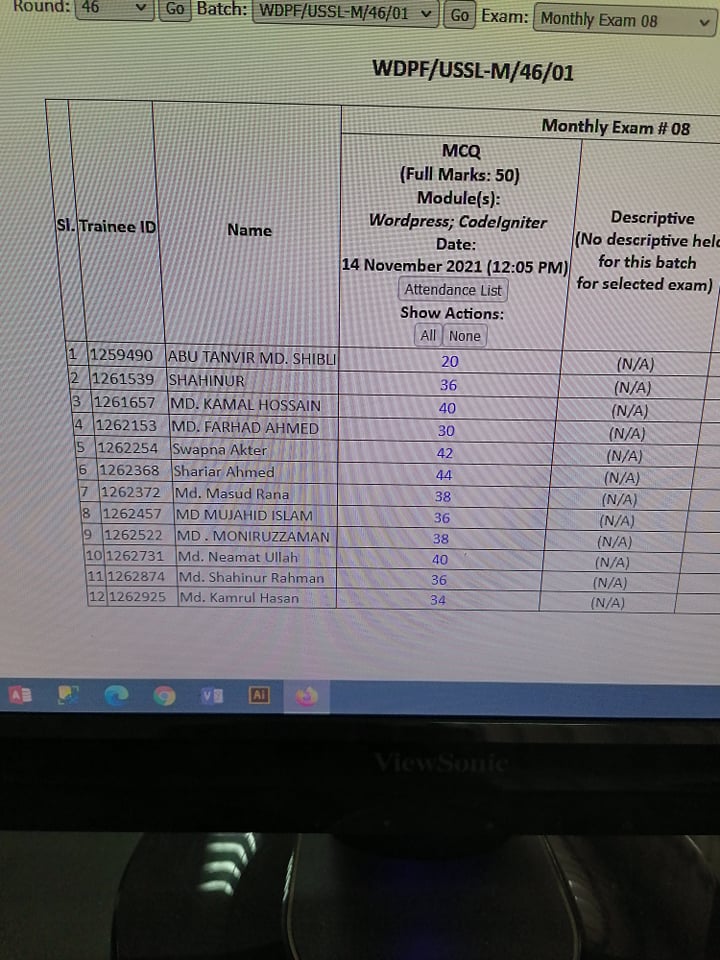 Round: 46 Go Batch: WDPF/USSL-M/46/01 Go Exam: Monthly Exam 08
WDPF/USSL-M/46/01
Monthly Exam # 08
Sl. Trainee ID Name
MCQ
(Full Marks: 50)
Module(s):
Wordpress; CodeIgniter
Date:
14 November 2021 (12:05 PM)
Attendance List
Show Actions:
All None
Descriptive
(No descriptive held
for this batch
for selected exam)
1 1259490 ABU TANVIR MD. SHIBLI 20 (N/A)
2 1261539 SHAHINUR 36 (N/A)
3 1261657 MD. KAMAL HOSSAIN 40 (N/A)
4 1262153 MD. FARHAD AHMED 30 (N/A)
5 1262254 Swapna Akter 42 (N/A)
6 1262368 Shariar Ahmed 44 (N/A)
7 1262372 Md. Masud Rana 38 (N/A)
8 1262457 MD MUJAHID ISLAM 36 (N/A)
9 1262522 MD . MONIRUZZAMAN 38 (N/A)
10 1262731 Md. Neamat Ullah 40 (N/A)
11 1262874 Md. Shahinur Rahman 36 (N/A)
12 1262925 Md. Kamrul Hasan 34 (N/A)
Ai
ViewSonic